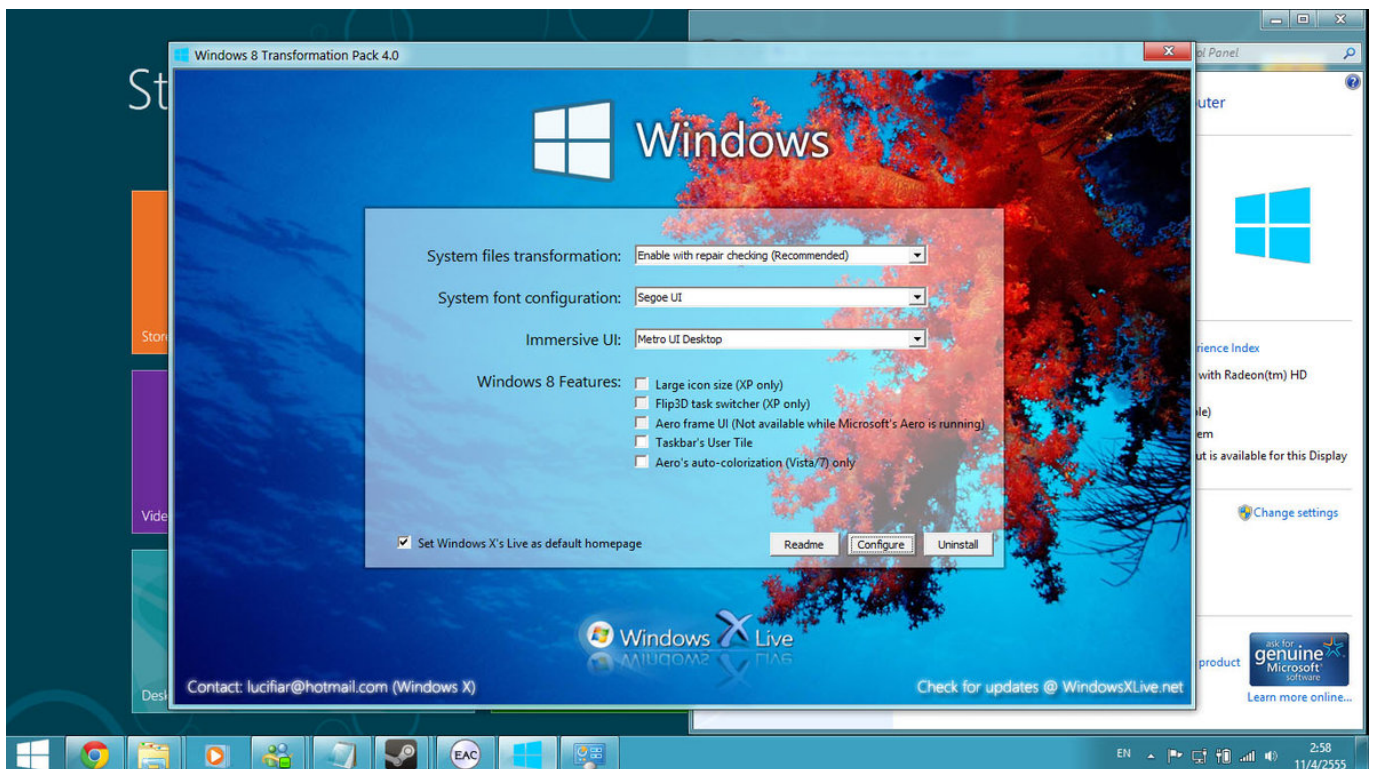 St
Windows 8 Transformation Pack 4.0
ol Panel
uter
Windows
System files transformation: Enable with repair checking (Recommended)
System font configuration: Segoe UI
Immersive UI: Metro UI Desktop
Windows 8 Features:
Large icon size (XP only)
Flip3D task switcher (XP only)
Aero frame UI (Not available while Microsoft's Aero is running)
Taskbar's User Tile
Aero's auto-colorization (Vista/7) only
Store
rience Index
with Radeon(tm) HD
le)
em
ut is available for this Display
Vide
Change settings
Set Windows X's Live as default homepage
Readme Configure Uninstall
Windows X Live
Contact: lucifiar@hotmail.com (Windows X)
Check for updates @ WindowsXLive.net
Desk
product
ask for
genuine
Microsoft
software
Learn more online...
EAC
EN
2:58
11/4/2555